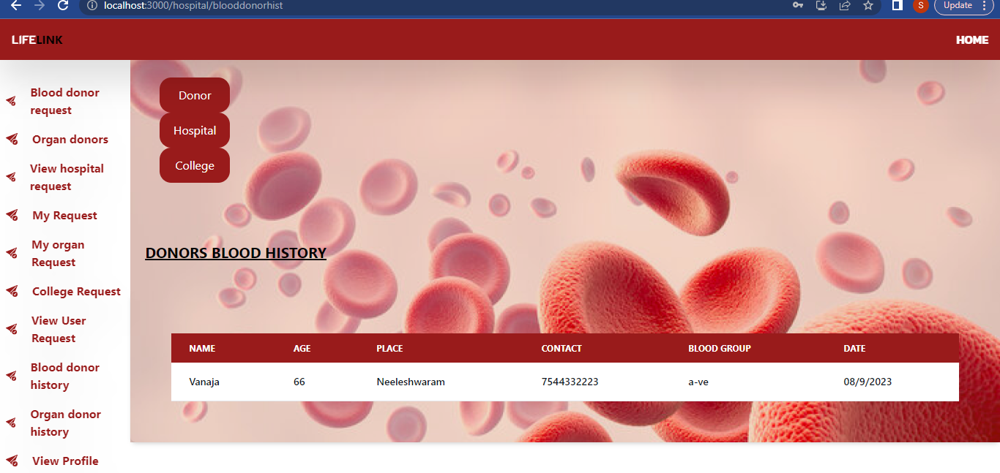 localhost:3000/hospital/blooddonorhist
S
Update
LIFELINK
HOME
Blood donor
request
Organ donors
View hospital
request
My Request
My organ
Request
College Request
View User
Request
Blood donor
history
Organ donor
history
View Profile
Donor
Hospital
College
DONORS BLOOD HISTORY
NAME AGE PLACE CONTACT BLOOD GROUP DATE
Vanaja 66 Neeleshwaram 7544332223 a-ve 08/9/2023